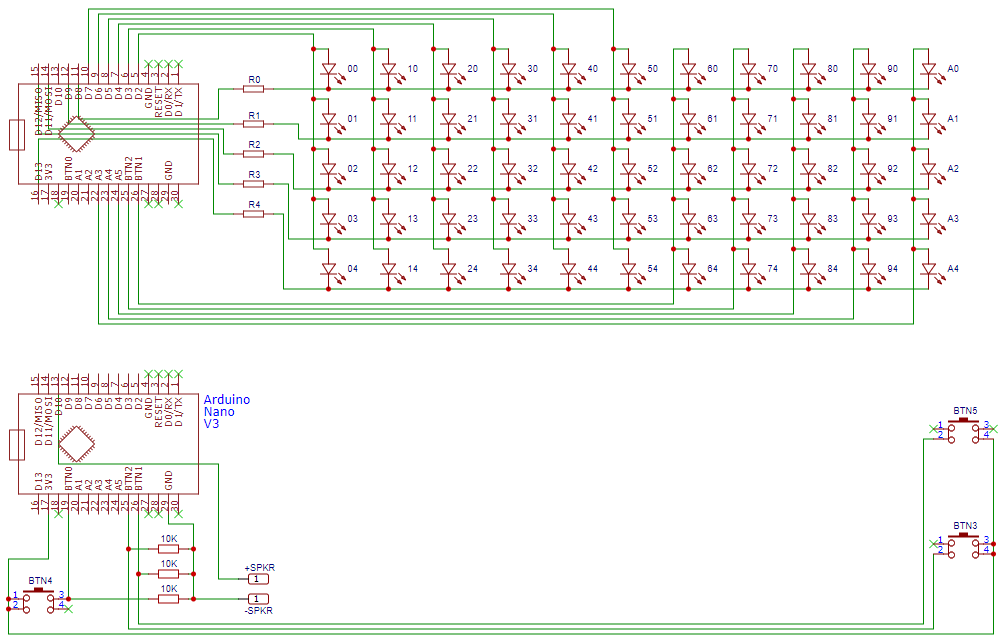 15 14 13 12 11 10 9 8 7 6 5 4 3 2 1
D12/MISO D11/MOSI D10 D9 D8 D7 D6 D5 D4 D3 D2 GND RESET D0/RX D1/TX
D13 3V3 BTN0 A1 A2 A3 A4 A5 BTN2 BTN1 GND
16 17 18 19 20 21 22 23 24 25 26 27 28 29 30
R0
R1
R2
R3
R4
00 10 20 30 40 50 60 70 80 90 A0
01 11 21 31 41 51 61 71 81 91 A1
02 12 22 32 42 52 62 72 82 92 A2
03 13 23 33 43 53 63 73 83 93 A3
04 14 24 34 44 54 64 74 84 94 A4
15 14 13 12 11 10 9 8 7 6 5 4 3 2 1
D12/MISO D11/MOSI D10 D9 D8 D7 D6 D5 D4 D3 D2 GND RESET D0/RX D1/TX
Arduino
Nano
V3
D13 3V3 BTN0 A1 A2 A3 A4 A5 BTN2 BTN1 GND
16 17 18 19 20 21 22 23 24 25 26 27 28 29 30
10K
10K
10K
+SPKR
1
1
-SPKR
BTN4
1 3
2 4
BTN5
1 3
2 4
BTN3
1 3
2 4